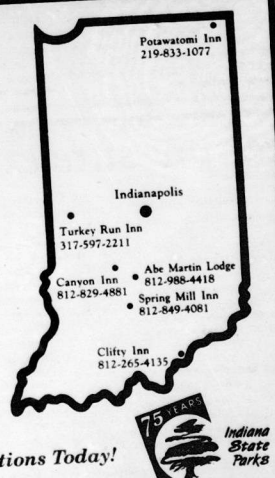 Potawatomi Inn
219-833-1077
Indianapolis
Turkey Run Inn
317-597-2211
Canyon Inn
812-829-4881
Abe Martin Lodge
812-988-4418
Spring Mill Inn
812-849-4081
Clifty Inn
812-265-4135
tions Today!
75 YEARS
Indiana
State
Parks